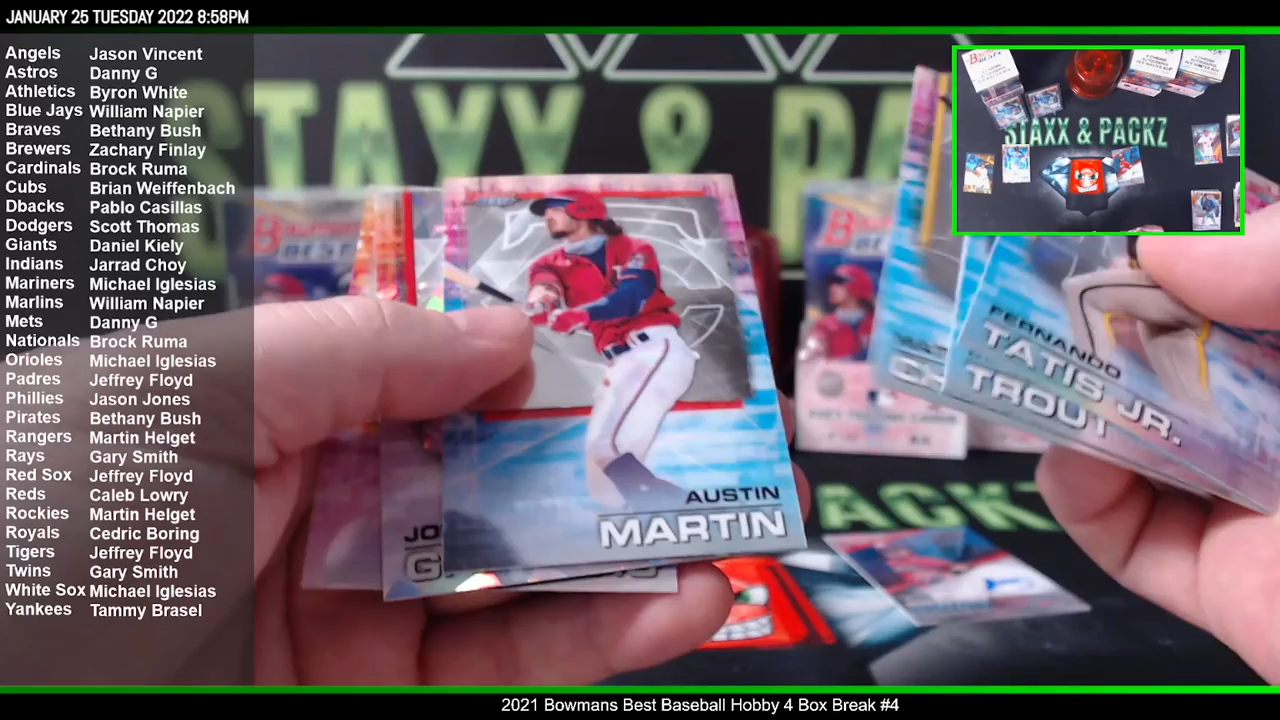 JANUARY 25 TUESDAY 2022 8:58PM
Angels Jason Vincent
Astros Danny G
Athletics Byron White
Blue Jays William Napier
Braves Bethany Bush
Brewers Zachary Finlay
Cardinals Brock Ruma
Cubs Brian Weiffenbach
Dbacks Pablo Casillas
Dodgers Scott Thomas
Giants Daniel Kiely
Indians Jarrad Choy
Mariners Michael Iglesias
Marlins William Napier
Mets Danny G
Nationals Brock Ruma
Orioles Michael Iglesias
Padres Jeffrey Floyd
Phillies Jason Jones
Pirates Bethany Bush
Rangers Martin Helget
Rays Gary Smith
Red Sox Jeffrey Floyd
Reds Caleb Lowry
Rockies Martin Helget
Royals Cedric Boring
Tigers Jeffrey Floyd
Twins Gary Smith
White Sox Michael Iglesias
Yankees Tammy Brasel
STAXX & PA
STAXX & PACKZ
AUSTIN
MARTIN
FERNANDO
TATIS JR.
TROUT
2021 Bowmans Best Baseball Hobby 4 Box Break #4